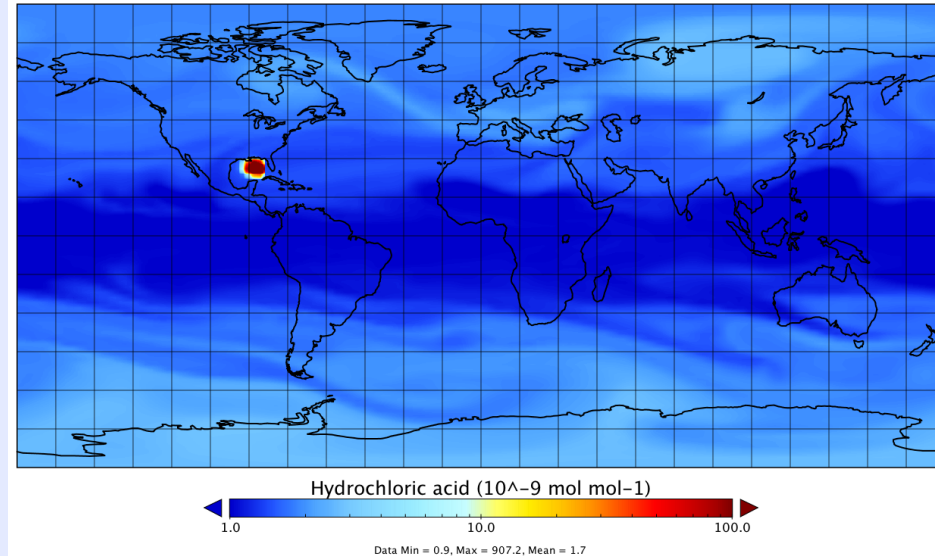 Hydrochloric acid (10^-9 mol mol-1)
1.0 10.0 100.0
Data Min = 0.9, Max = 907.2, Mean = 1.7